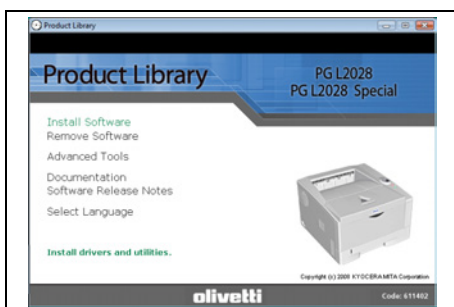 Product Library
Product Library
PG L2028
PG L2028 Special
Install Software
Remove Software
Advanced Tools
Documentation
Software Release Notes
Select Language
Install drivers and utilities.
Copyright (c) 2008 KYOCERA MITA Corporation
olivetti
Code: 611402